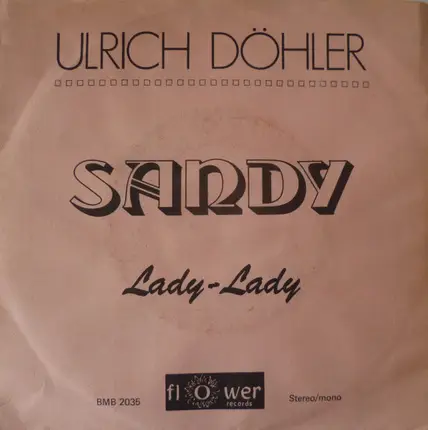 ULRICH DÖHLER
SANDY
Lady-Lady
BMB 2035
flower
records
Stereo/mono